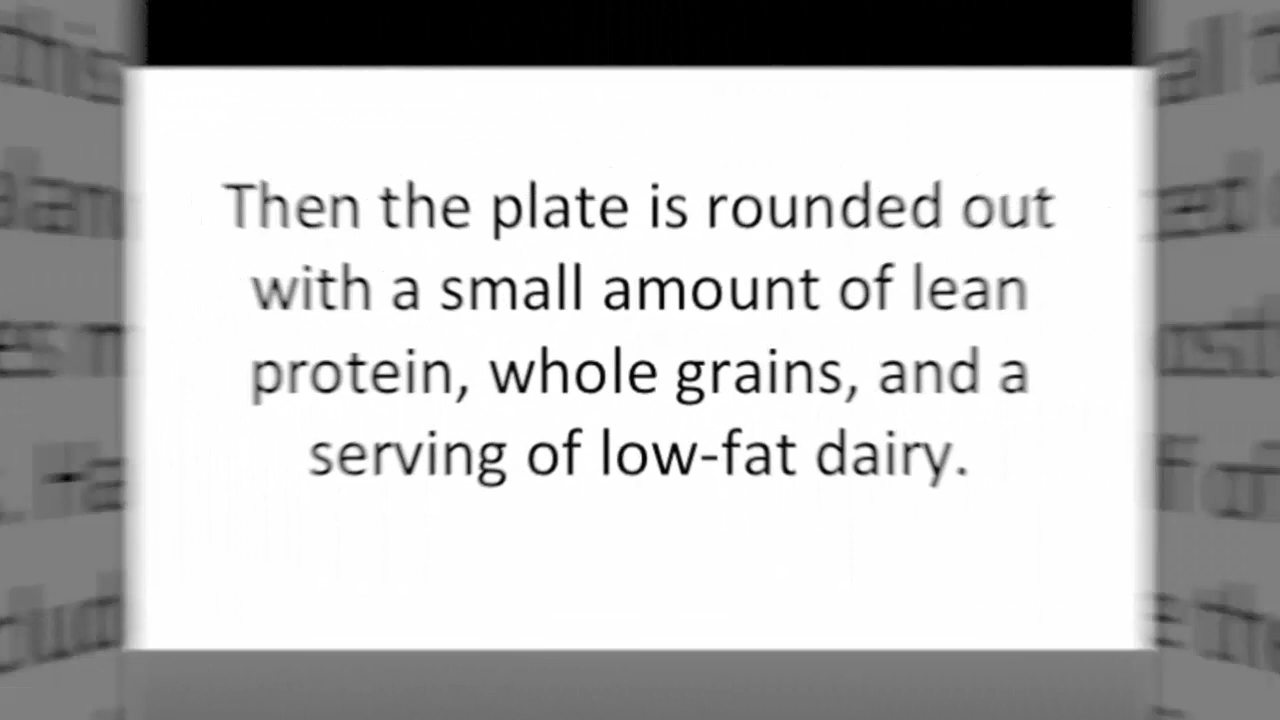 Then the plate is rounded out
with a small amount of lean
protein, whole grains, and a
serving of low-fat dairy.